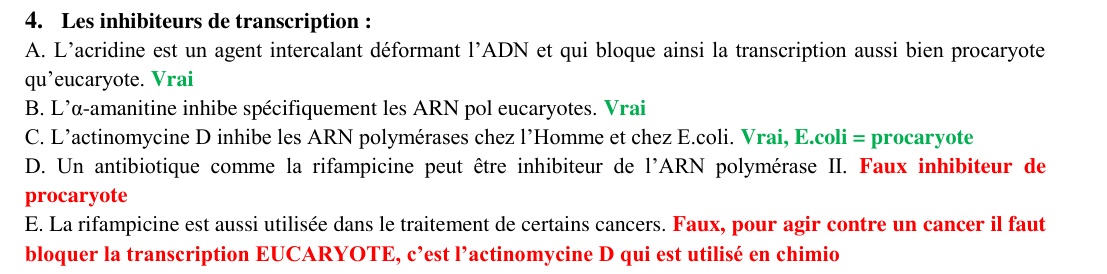 4. Les inhibiteurs de transcription :
A. L’acridine est un agent intercalant déformant l’ADN et qui bloque ainsi la transcription aussi bien procaryote
qu’eucaryote. Vrai
B. L’α-amanitine inhibe spécifiquement les ARN pol eucaryotes. Vrai
C. L’actinomycine D inhibe les ARN polymérases chez l’Homme et chez E.coli. Vrai, E.coli = procaryote
D. Un antibiotique comme la rifampicine peut être inhibiteur de l’ARN polymérase II. Faux inhibiteur de
procaryote
E. La rifampicine est aussi utilisée dans le traitement de certains cancers. Faux, pour agir contre un cancer il faut
bloquer la transcription EUCARYOTE, c’est l’actinomycine D qui est utilisé en chimio